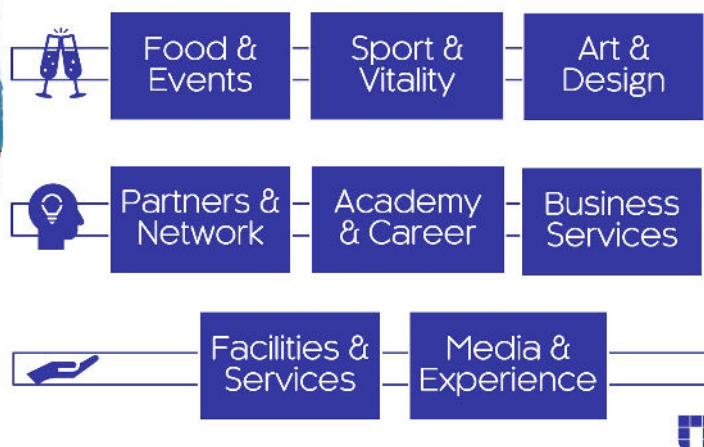 Food &
Events
Sport &
Vitality
Art &
Design
Partners &
Network
Academy
& Career
Business
Services
Facilities &
Services
Media &
Experience